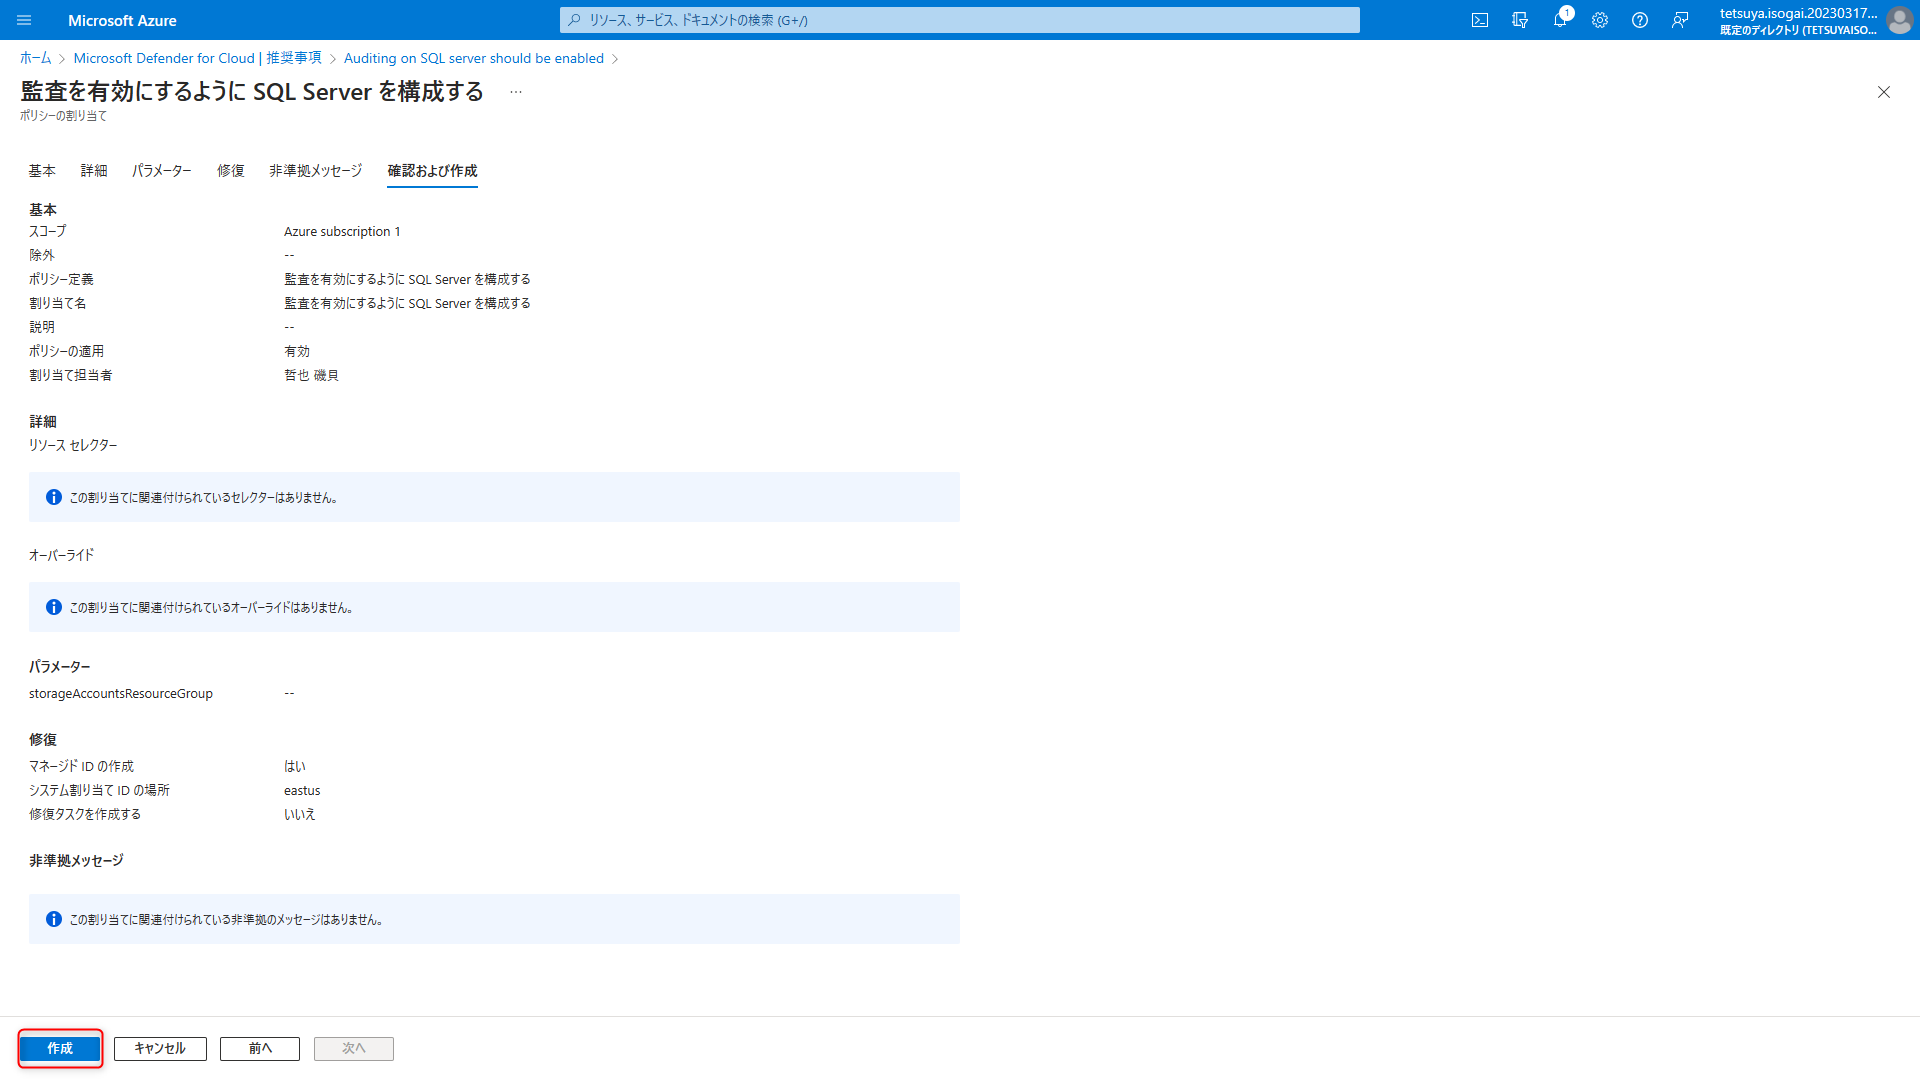 Microsoft Azure
リソース、サービス、ドキュメントの検索 (G+/)
1
tetsuya.isogai.20230317...
既定のディレクトリ (TETSUYAISO...
ホーム > Microsoft Defender for Cloud | 推奨事項 > Auditing on SQL server should be enabled >
監査を有効にするように SQL Server を構成する ...
ポリシーの割り当て
基本 詳細 パラメーター 修復 非準拠メッセージ 確認および作成
基本
スコープ Azure subscription 1
除外 --
ポリシー定義 監査を有効にするように SQL Server を構成する
割り当て名 監査を有効にするように SQL Server を構成する
説明 --
ポリシーの適用 有効
割り当て担当者 哲也 磯貝
詳細
リソース セレクター
この割り当てに関連付けられているセレクターはありません。
オーバーライド
この割り当てに関連付けられているオーバーライドはありません。
パラメーター
storageAccountsResourceGroup --
修復
マネージド ID の作成 はい
システム割り当て ID の場所 eastus
修復タスクを作成する いいえ
非準拠メッセージ
この割り当てに関連付けられている非準拠のメッセージはありません。
作成 キャンセル 前へ 次へ